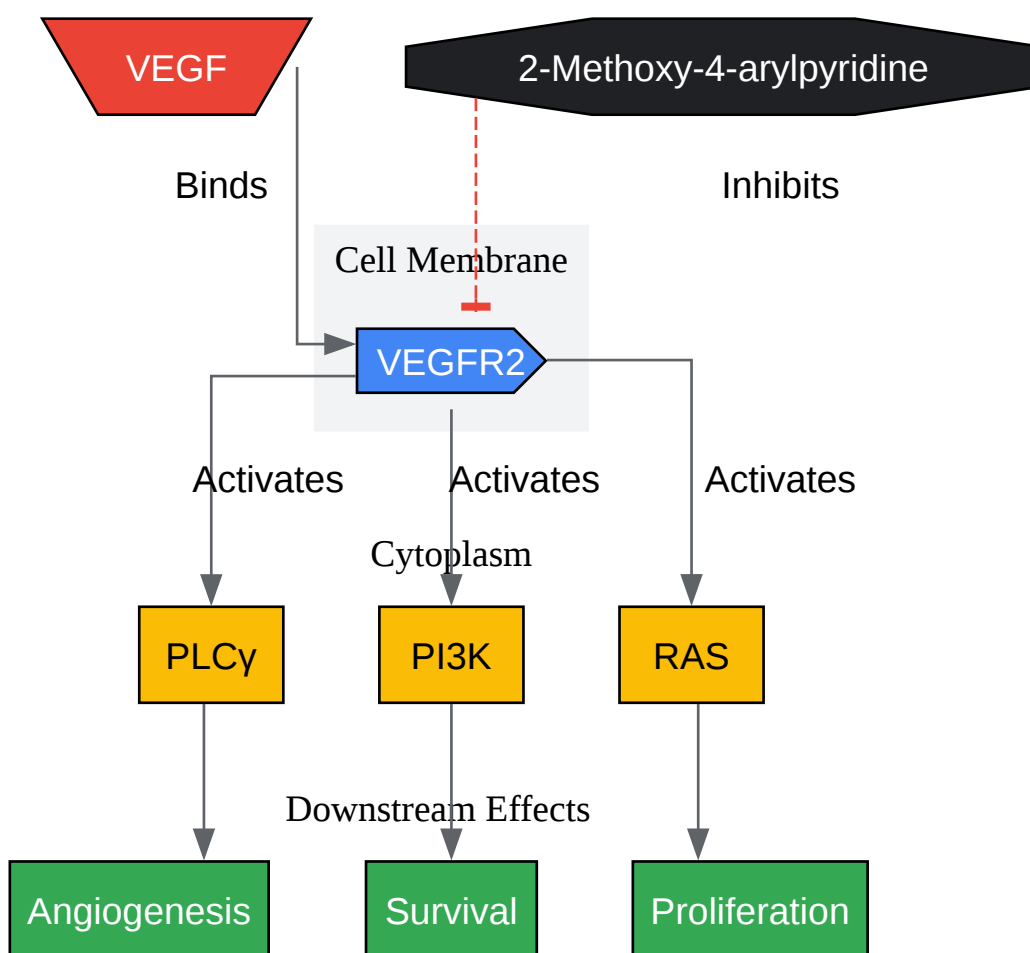 VEGF
2-Methoxy-4-arylpyridine
Binds
Inhibits
Cell Membrane
VEGFR2
Activates
Activates
Activates
Cytoplasm
PLCγ
PI3K
RAS
Downstream Effects
Angiogenesis
Survival
Proliferation